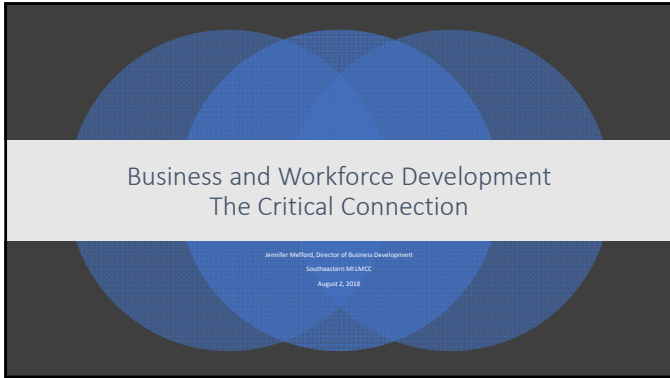 Business and Workforce Development
The Critical Connection
Jennifer Mefford, Director of Business Development
Southeastern MI LMCC
August 2, 2018